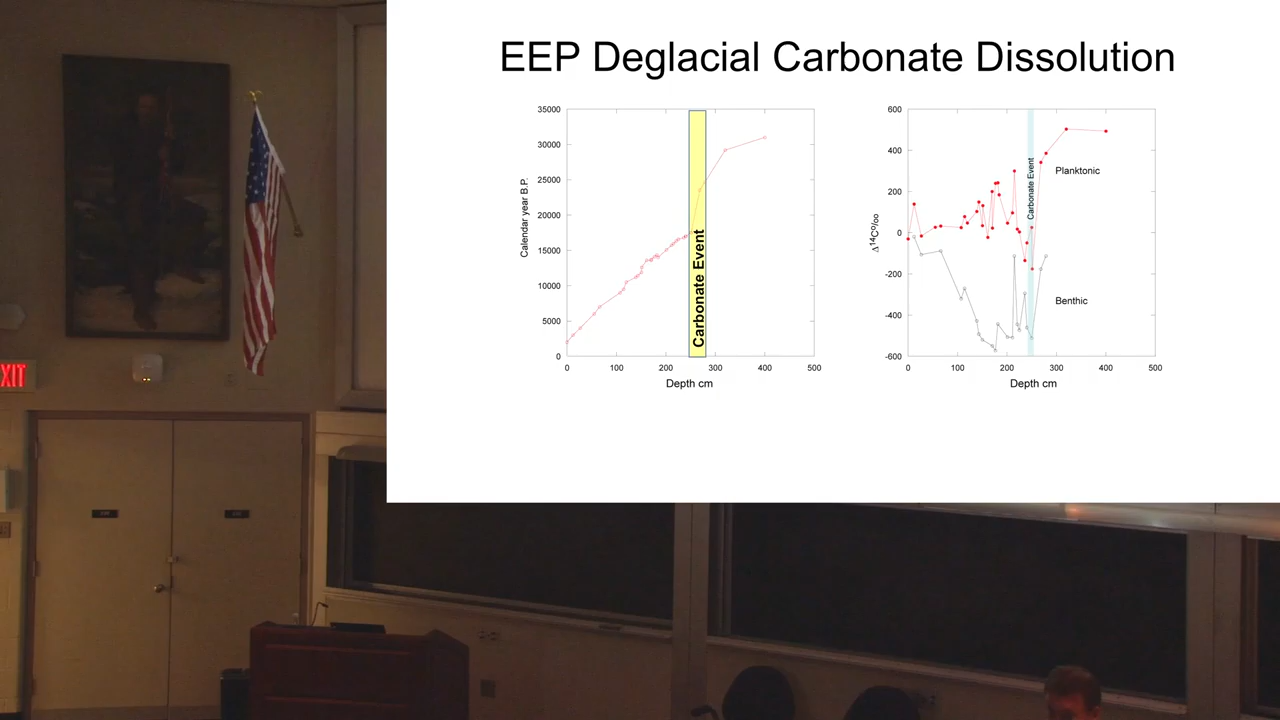 EEP Deglacial Carbonate Dissolution
35000
30000
25000
20000
15000
10000
5000
0
Calendar year B.P.
Carbonate Event
0 100 200 300 400 500
Depth cm
600
400
200
0
-200
-400
-600
Δ¹⁴C⁰/oo
Carbonate Event
Planktonic
Benthic
0 100 200 300 400 500
Depth cm
EXIT